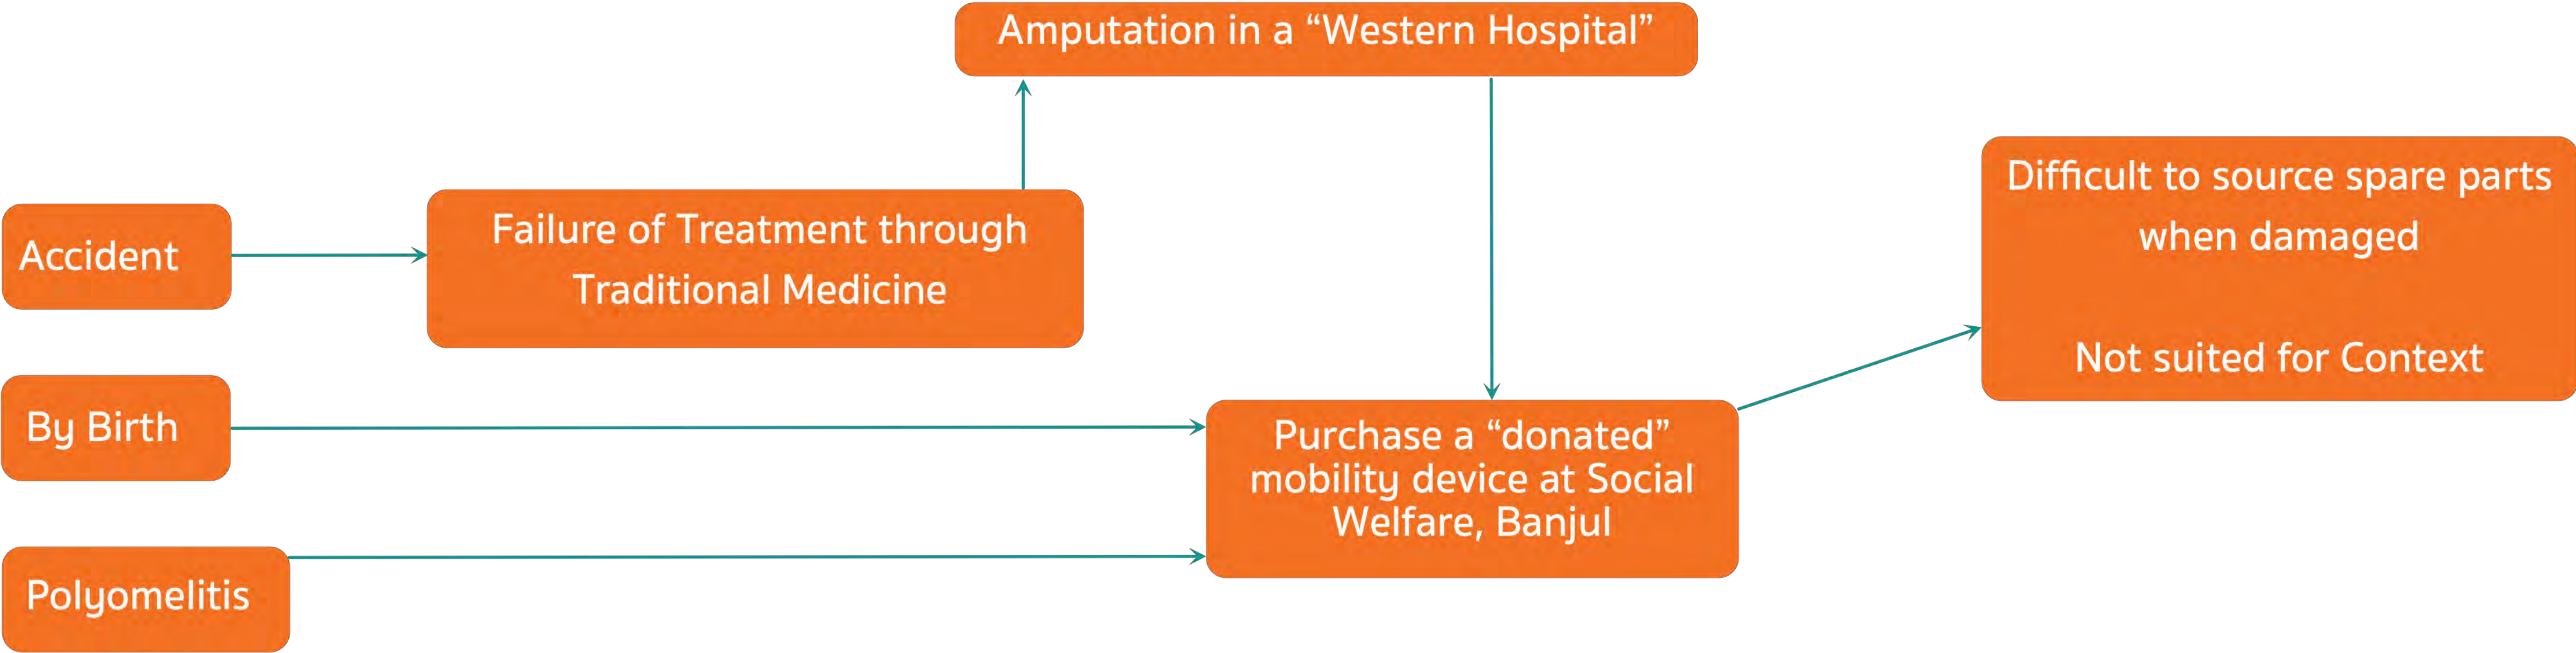 Amputation in a “Western Hospital”
Accident
Failure of Treatment through
Traditional Medicine
Difficult to source spare parts
when damaged
Not suited for Context
By Birth
Purchase a “donated”
mobility device at Social
Welfare, Banjul
Polyomelitis